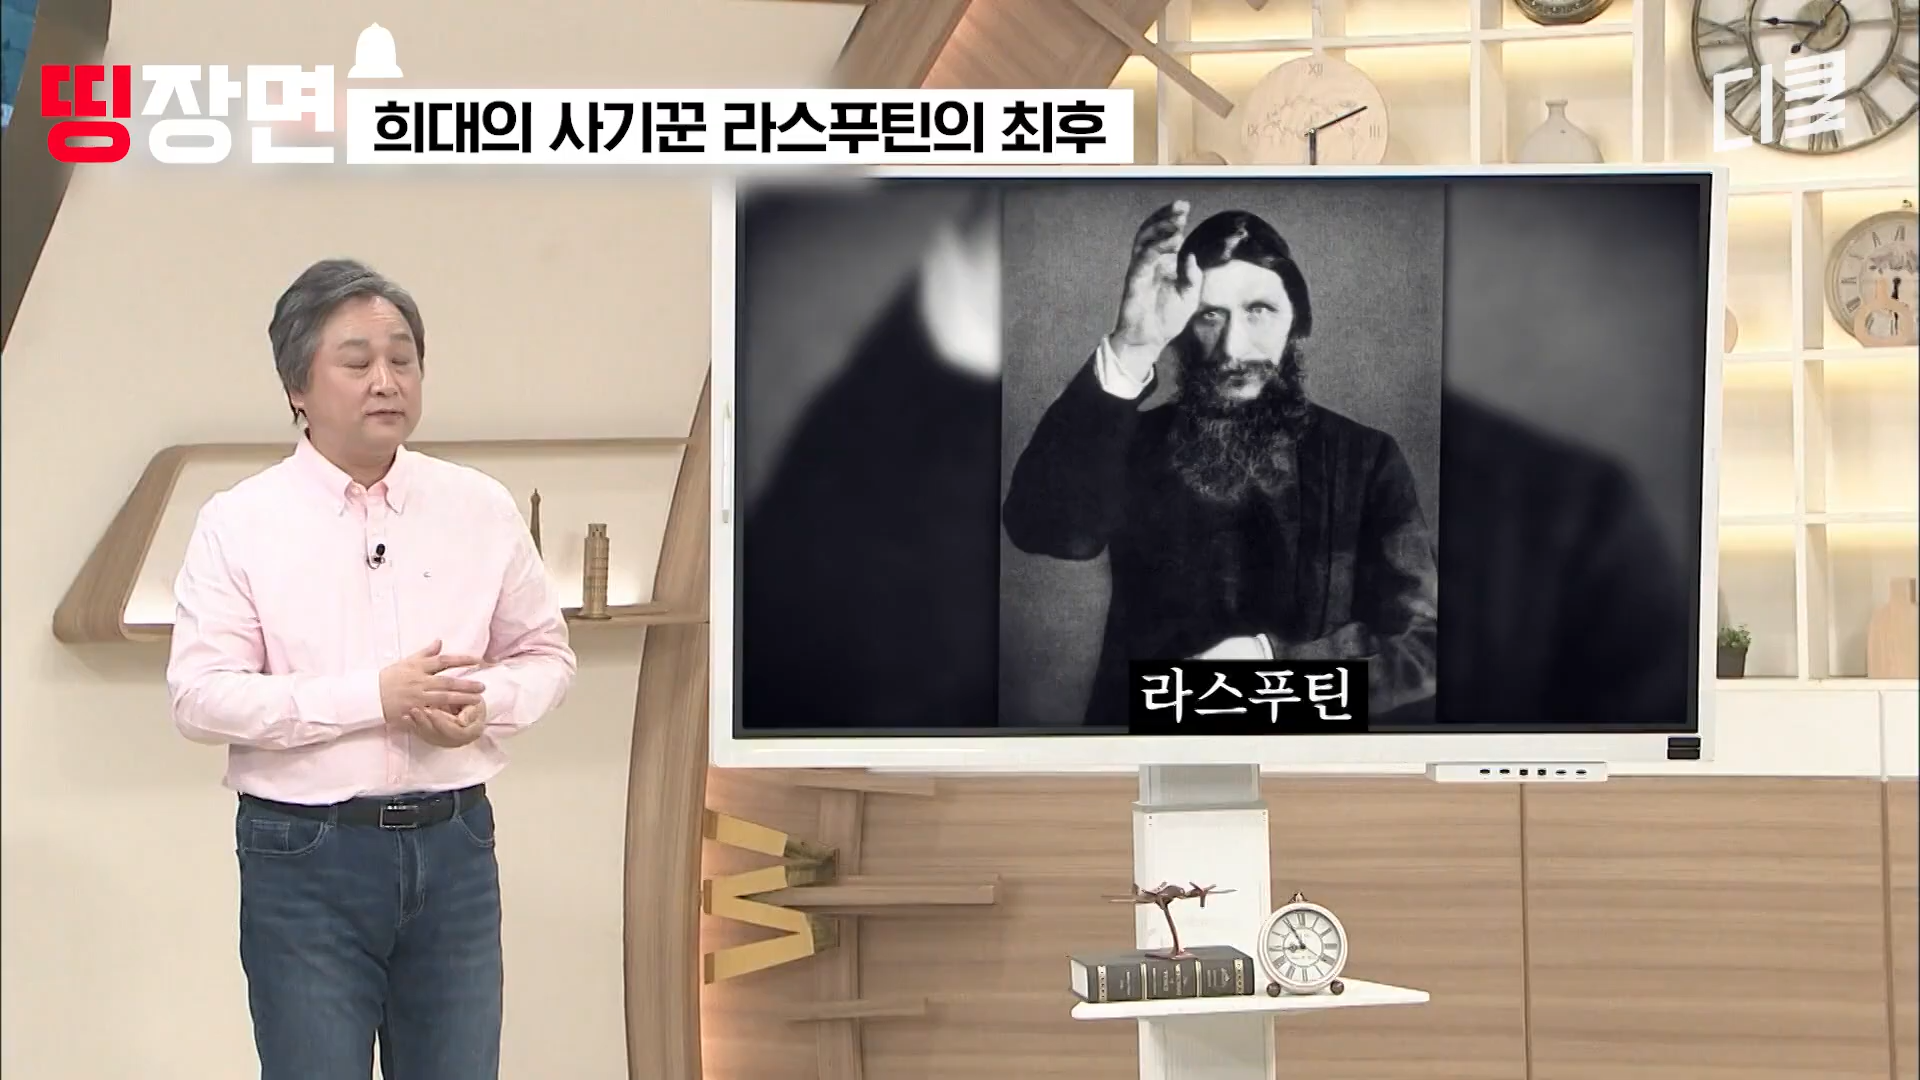 띵장면
희대의 사기꾼 라스푸틴의 최후
디클
라스푸틴